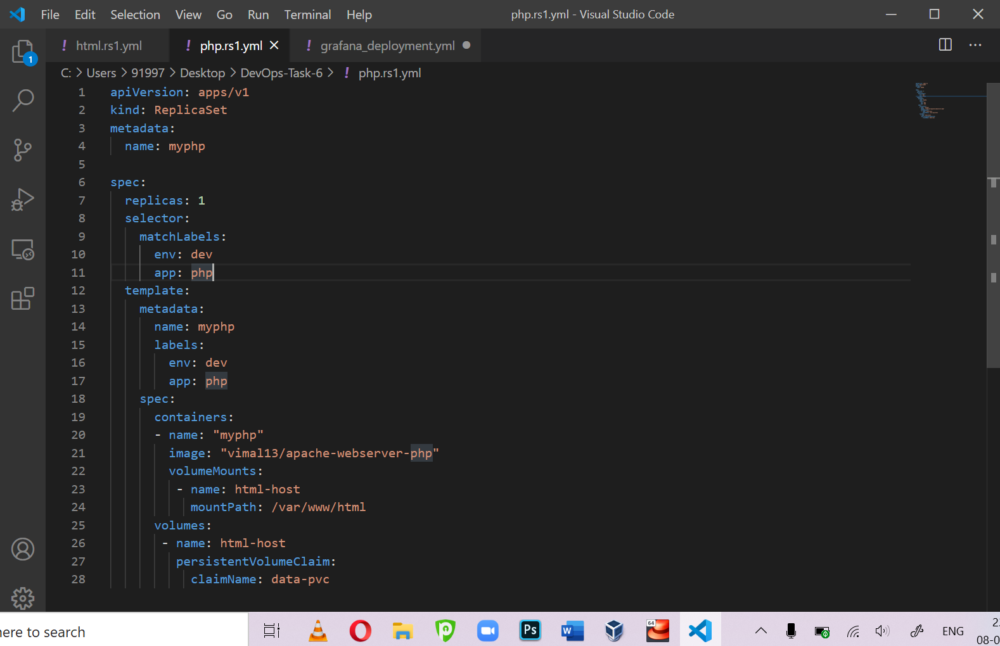 File Edit Selection View Go Run Terminal Help php.rs1.yml - Visual Studio Code
! html.rs1.yml ! php.rs1.yml ! grafana_deployment.yml
1
C: > Users > 91997 > Desktop > DevOps-Task-6 > ! php.rs1.yml
1 apiVersion: apps/v1
2 kind: ReplicaSet
3 metadata:
4   name: myphp
5
6 spec:
7   replicas: 1
8   selector:
9     matchLabels:
10       env: dev
11       app: php
12   template:
13     metadata:
14       name: myphp
15       labels:
16         env: dev
17         app: php
18     spec:
19       containers:
20       - name: "myphp"
21         image: "vimal13/apache-webserver-php"
22         volumeMounts:
23          - name: html-host
24            mountPath: /var/www/html
25       volumes:
26        - name: html-host
27          persistentVolumeClaim:
28            claimName: data-pvc
here to search
Ps
W
64
ENG
08-0